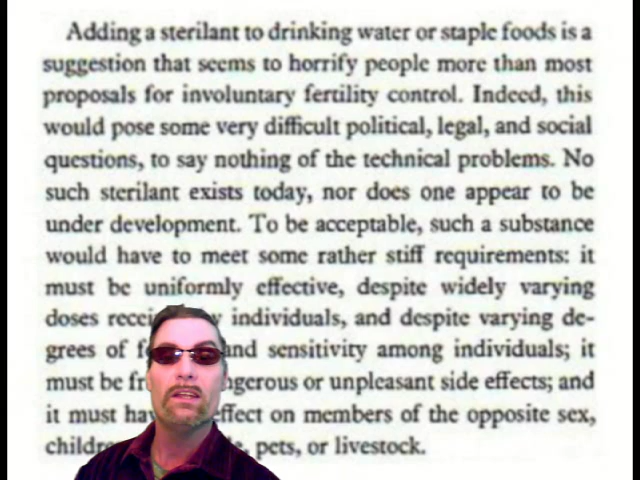 Adding a sterilant to drinking water or staple foods is a
suggestion that seems to horrify people more than most
proposals for involuntary fertility control. Indeed, this
would pose some very difficult political, legal, and social
questions, to say nothing of the technical problems. No
such sterilant exists today, nor does one appear to be
under development. To be acceptable, such a substance
would have to meet some rather stiff requirements: it
must be uniformly effective, despite widely varying
doses individuals, and despite varying de-
grees of and sensitivity among individuals; it
must be or unpleasant side effects; and
it must effect on members of the opposite sex,
pets, or livestock.